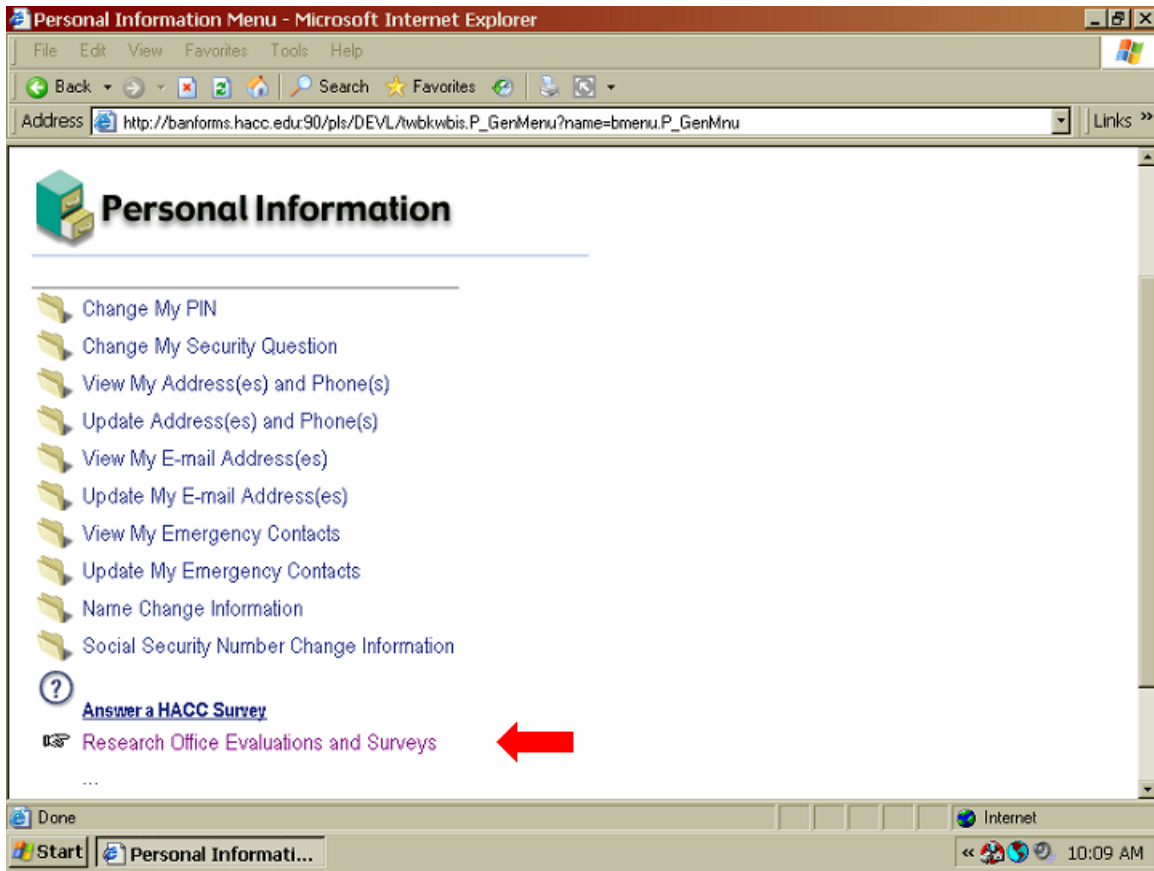 Personal Information Menu - Microsoft Internet Explorer
File Edit View Favorites Tools Help
Back Search Favorites
Address http://banforms.hacc.edu:90/pls/DEVL/twbkwbis.P_GenMenu?name=bmenu.P_GenMnu Links »
Personal Information
Change My PIN
Change My Security Question
View My Address(es) and Phone(s)
Update Address(es) and Phone(s)
View My E-mail Address(es)
Update My E-mail Address(es)
View My Emergency Contacts
Update My Emergency Contacts
Name Change Information
Social Security Number Change Information
?
Answer a HACC Survey
Research Office Evaluations and Surveys
...
Done Internet
Start Personal Informati... « 10:09 AM